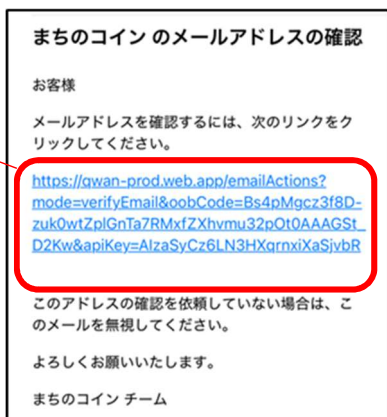 まちのコイン のメールアドレスの確認
お客様
メールアドレスを確認するには、次のリンクをク
リックしてください。
https://qwan-prod.web.app/emailActions?
mode=verifyEmail&oobCode=Bs4pMgcz3f8D-
zuk0wtZplGnTa7RMxfZXhvmu32pOt0AAAGSt_
D2Kw&apiKey=AIzaSyCz6LN3HXqrnxiXaSjvbR
このアドレスの確認を依頼していない場合は、こ
のメールを無視してください。
よろしくお願いいたします。
まちのコイン チーム